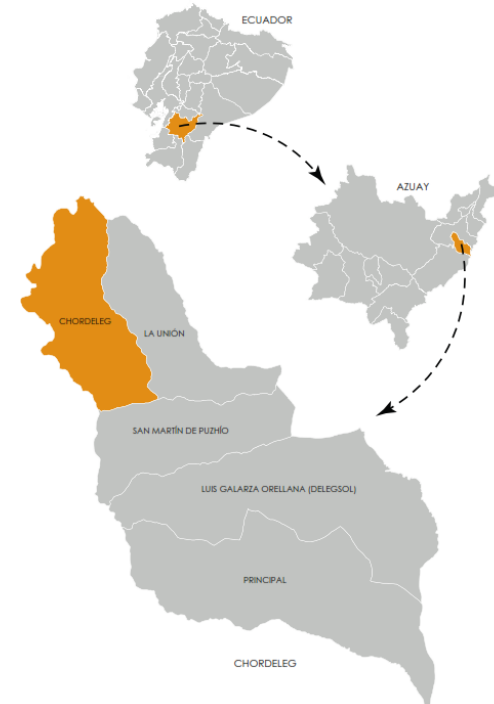 ECUADOR
AZUAY
CHORDELEG
LA UNIÓN
SAN MARTÍN DE PUZHÍO
LUIS GALARZA ORELLANA (DELEGSOL)
PRINCIPAL
CHORDELEG